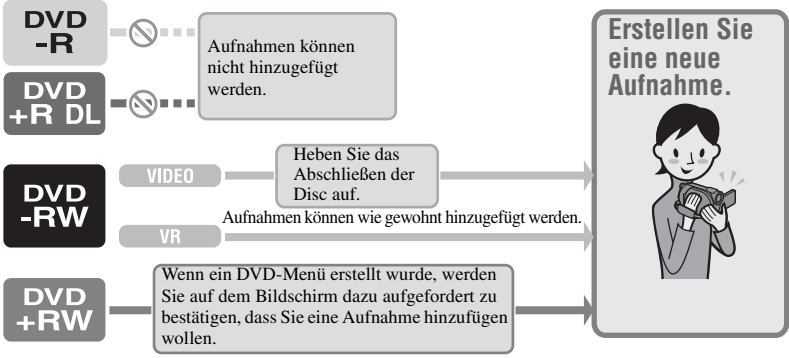 DVD
-R
Aufnahmen können
nicht hinzugefügt
werden.
DVD
+R DL
DVD
-RW
VIDEO
Heben Sie das
Abschließen der
Disc auf.
Aufnahmen können wie gewohnt hinzugefügt werden.
VR
DVD
+RW
Wenn ein DVD-Menü erstellt wurde, werden
Sie auf dem Bildschirm dazu aufgefordert zu
bestätigen, dass Sie eine Aufnahme hinzufügen
wollen.
Erstellen Sie
eine neue
Aufnahme.